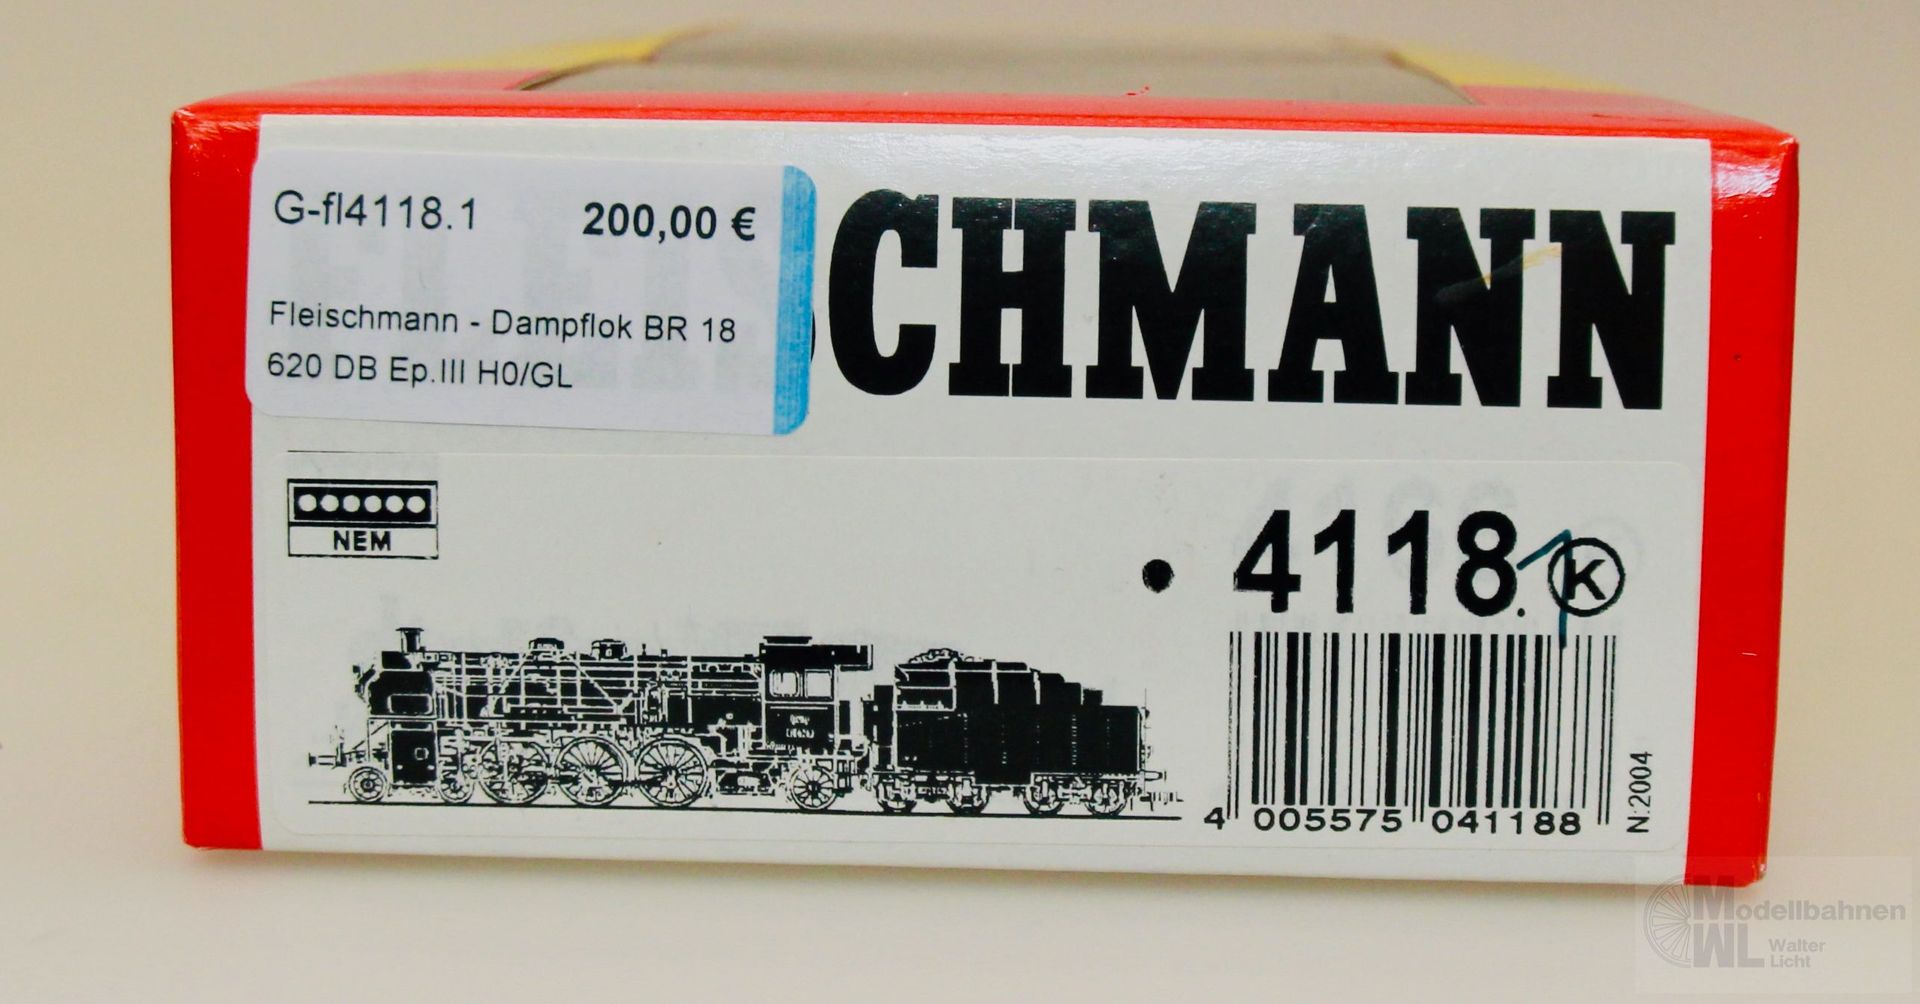 G-fl4118.1 200,00 €
Fleischmann - Dampflok BR 18
620 DB Ep.III H0/GL
CHMANN
NEM
• 4118.1 K
4 005575 041188
N:2004
Modellbahnen
WL Walter
Licht